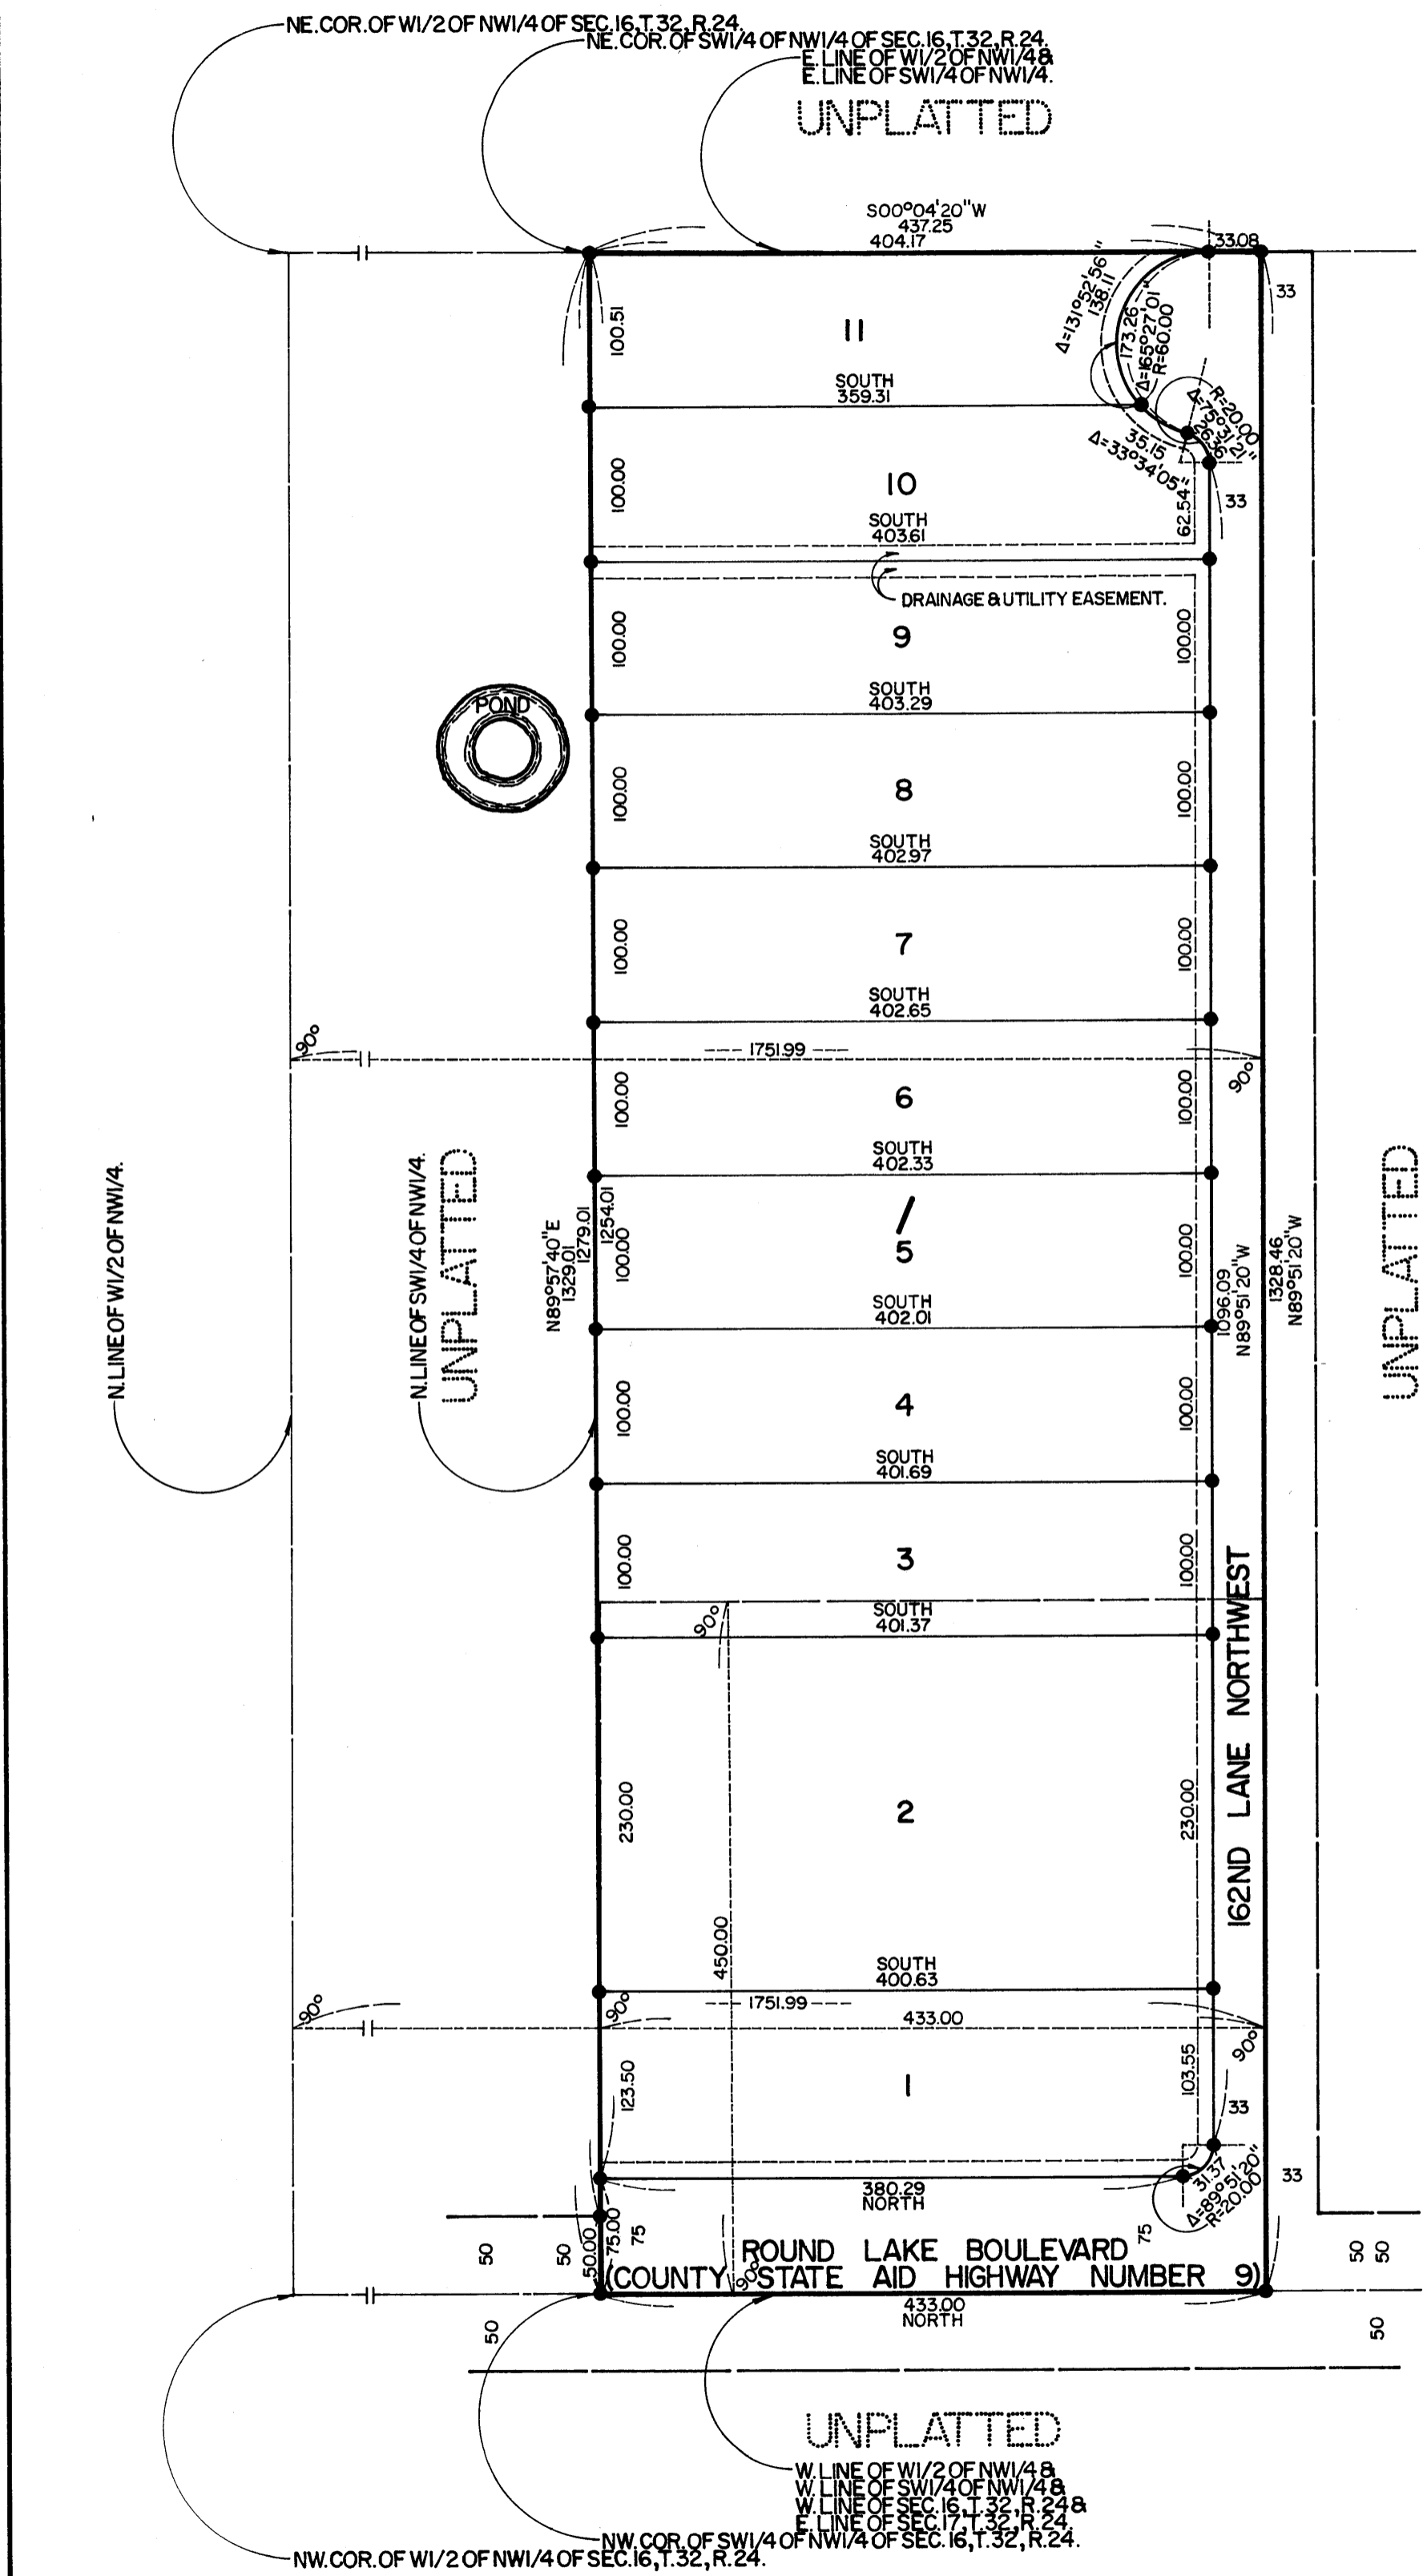 NE.COR.OF W1/2 OF NW1/4 OF SEC.16,T.32,R.24.
NE.COR.OF SW1/4 OF NW1/4 OF SEC.16,T.32,R.24.
E.LINE OF W1/2 OF NW1/4 &
E.LINE OF SW1/4 OF NW1/4.
UNPLATTED
S00°04'20"W
437.25
404.17
33.08
33
Δ=131°52'56"
138.11
173.26
Δ=165°27'01"
R=60.00
100.51
11
SOUTH
359.31
R=20.00
Δ=75°31'21"
26.36
35.15
Δ=33°34'05"
33
62.54
100.00
10
SOUTH
403.61
DRAINAGE & UTILITY EASEMENT.
100.00
9
100.00
SOUTH
403.29
POND
100.00
8
100.00
SOUTH
402.97
100.00
7
100.00
SOUTH
402.65
90°
1751.99
90°
100.00
6
100.00
SOUTH
402.33
N.LINE OF W1/2 OF NW1/4.
N.LINE OF SW1/4 OF NW1/4.
UNPLATTED
N89°57'40"E
1329.01
1279.01
1254.01
100.00
1
5
100.00
1096.09
N89°51'20"W
1328.46
N89°51'20"W
UNPLATTED
SOUTH
402.01
100.00
4
100.00
SOUTH
401.69
100.00
3
100.00
SOUTH
401.37
90°
162ND LANE NORTHWEST
230.00
2
230.00
450.00
SOUTH
400.63
90°
90°
1751.99
433.00
90°
123.50
1
103.55
33
31.37
Δ=89°51'20"
R=20.00
33
380.29
NORTH
50
50
50.00
75.00
75
75
50
50
ROUND LAKE BOULEVARD
(COUNTY STATE AID HIGHWAY NUMBER 9)
90°
433.00
NORTH
50
50
UNPLATTED
W.LINE OF W1/2 OF NW1/4 &
W.LINE OF SW1/4 OF NW1/4 &
W.LINE OF SEC.16,T.32,R.24 &
E.LINE OF SEC.17,T.32,R.24.
NW.COR.OF SW1/4 OF NW1/4 OF SEC.16,T.32,R.24.
NW.COR.OF W1/2 OF NW1/4 OF SEC.16,T.32,R.24.